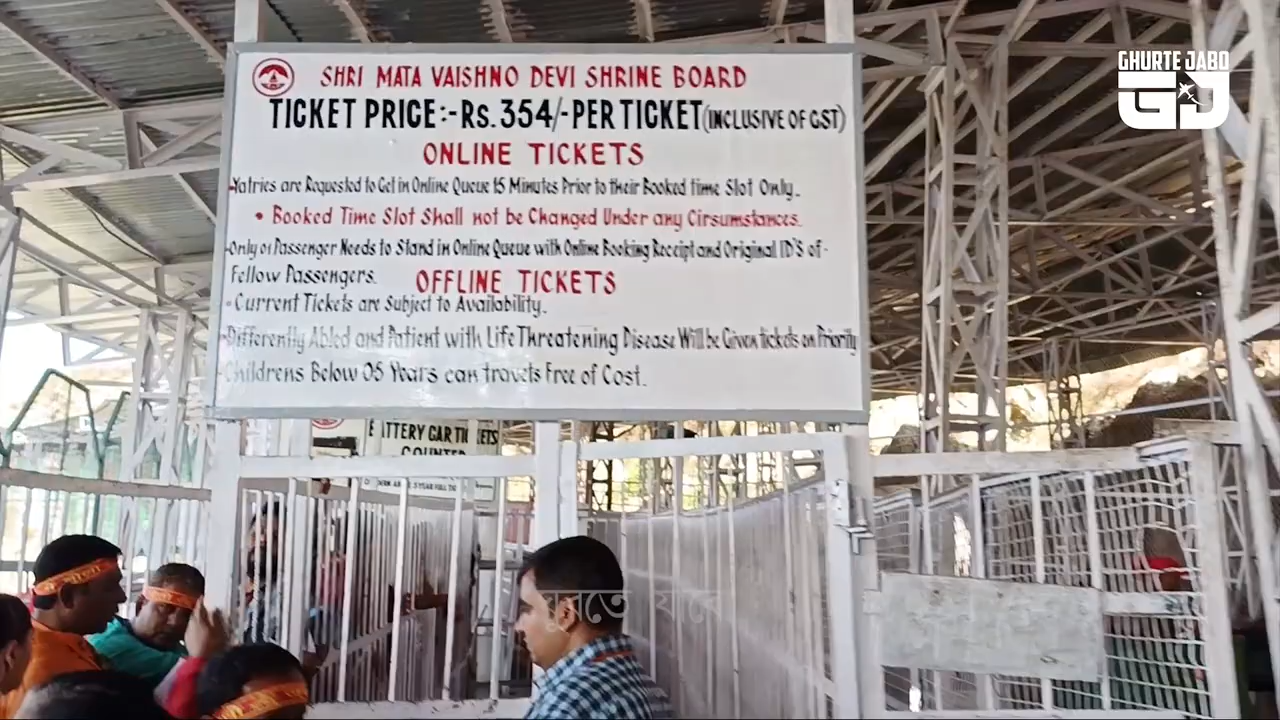 GHURTE JABO
GJ
SHRI MATA VAISHNO DEVI SHRINE BOARD
TICKET PRICE:-Rs. 354/-PER TICKET(INCLUSIVE OF GST)
ONLINE TICKETS
Yatries are Requested to Get in Online Queue 15 Minutes Prior to their Booked time Slot Only.
• Booked Time Slot Shall not be Changed Under any Cirsumstances.
Only 01 Passenger Needs to Stand in Online Queue with Online Booking Receipt and Original ID'S of-
Fellow Passengers.
OFFLINE TICKETS
Current Tickets are Subject to Availability.
Differently Abled and Patient with Life Threatening Disease Will be Given tickets on Priority
Childrens Below 05 Years can travels Free of Cost.
BATTERY CAR TICKETS
COUNTER
ঘুরতে যাবো